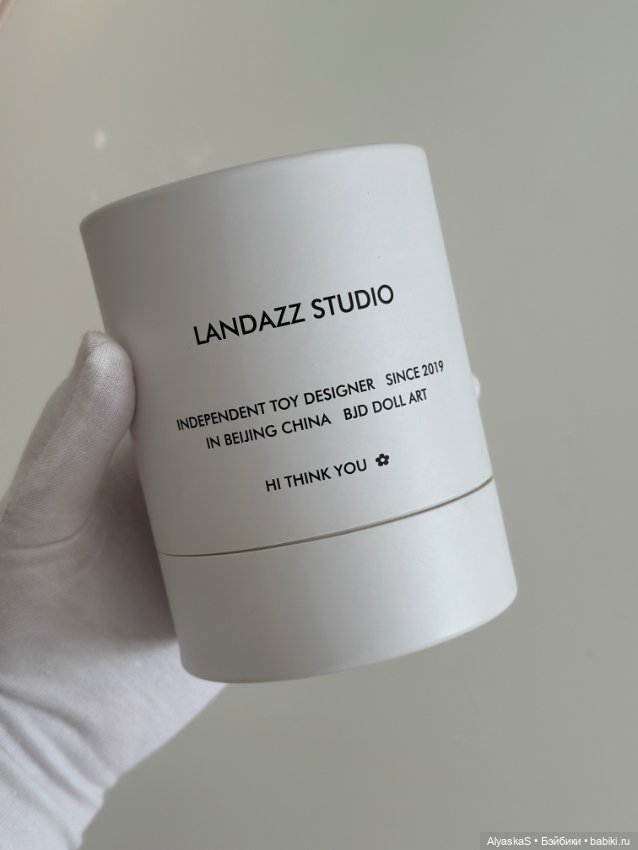 LANDAZZ STUDIO
INDEPENDENT TOY DESIGNER SINCE 2019
IN BEIJING CHINA BJD DOLL ART
HI THINK YOU ✿
AlyaskaS • Бэйбики • babiki.ru